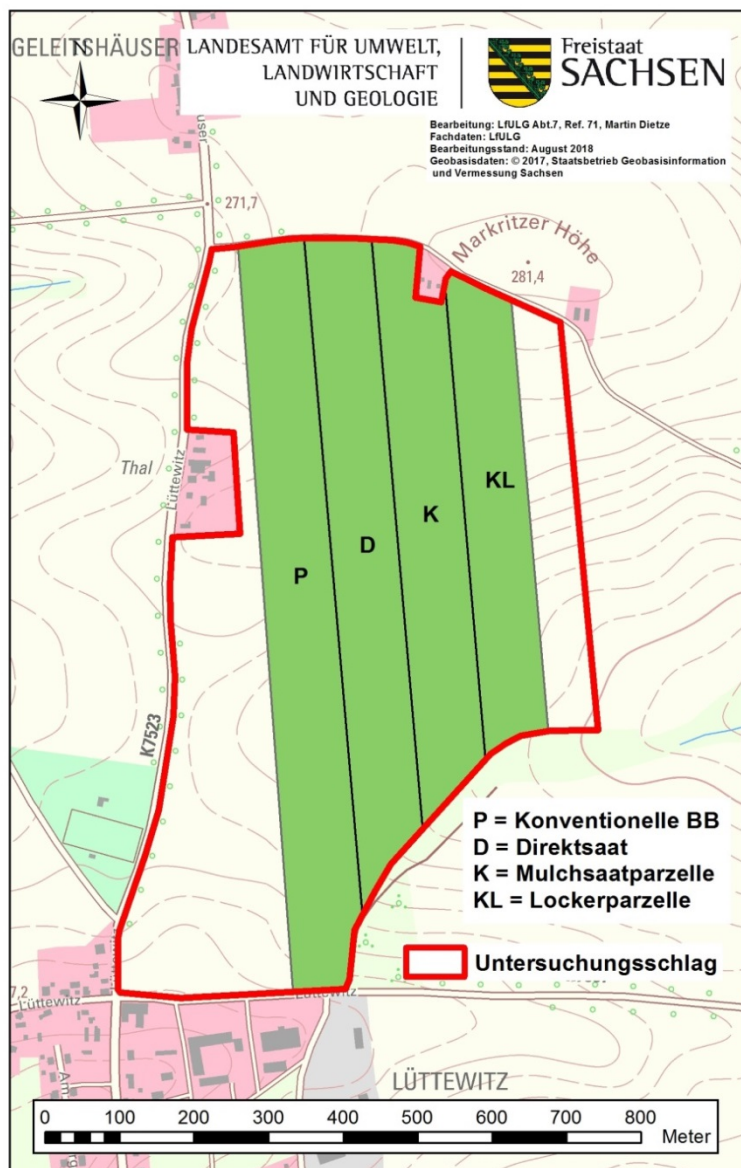 GELEITSHÄUSER
N
LANDESAMT FÜR UMWELT,
LANDWIRTSCHAFT
UND GEOLOGIE
Freistaat
SACHSEN
Bearbeitung: LfULG Abt.7, Ref. 71, Martin Dietze
Fachdaten: LfULG
Bearbeitungsstand: August 2018
Geobasisdaten: © 2017, Staatsbetrieb Geobasisinformation
und Vermessung Sachsen
271,7
Markritzer Höhe
281,4
Thal
Lüttewitz
KL
K
D
P
K7523
P = Konventionelle BB
D = Direktsaat
K = Mulchsaatparzelle
KL = Lockerparzelle
Untersuchungsschlag
7,2
Lüttewitz
Lüttewitz
Am
LÜTTEWITZ
0 100 200 300 400 500 600 700 800
Meter